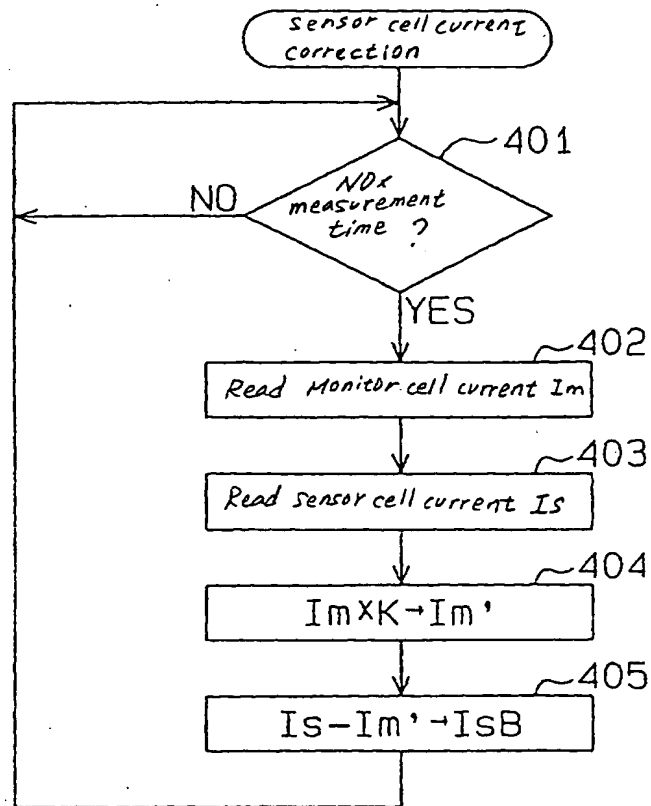 sensor cell current
correction
401
NOx
measurement
time ?
NO
YES
402
Read Monitor cell current Im
403
Read sensor cell current Is
404
Im×K→Im'
405
Is−Im'→IsB